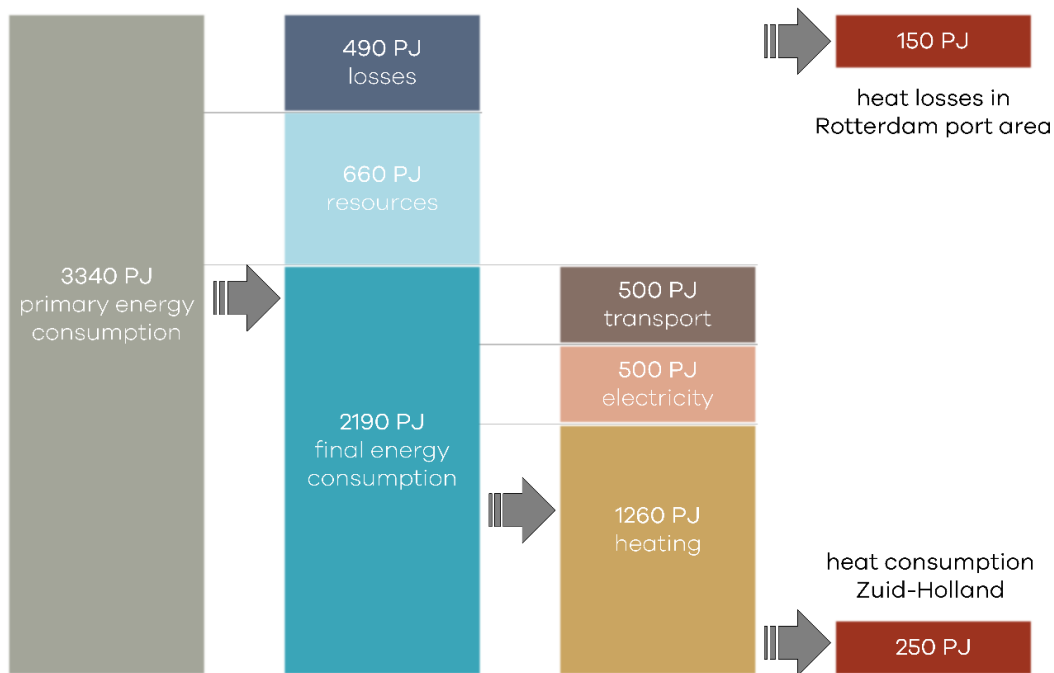 3340 PJ
primary energy
consumption
490 PJ
losses
660 PJ
resources
2190 PJ
final energy
consumption
500 PJ
transport
500 PJ
electricity
1260 PJ
heating
150 PJ
heat losses in
Rotterdam port area
heat consumption
Zuid-Holland
250 PJ